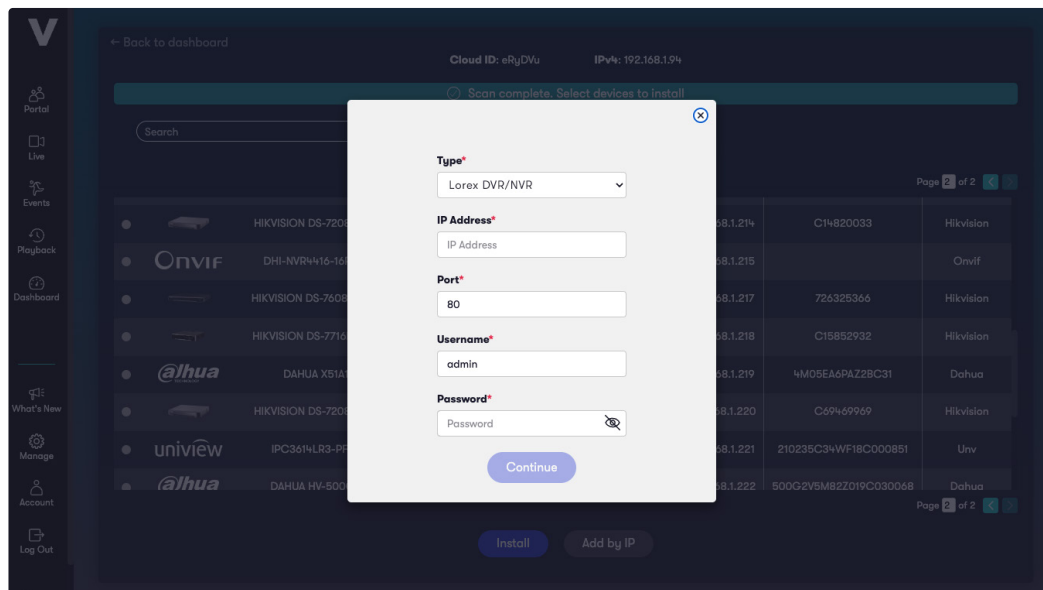 V
← Back to dashboard
Cloud ID: eRyDVu IPv4: 192.168.1.94
Scan complete. Select devices to install
Search
Portal
Live
Events
Playback
Dashboard
What's New
Manage
Account
Log Out
Page 2 of 2
Type*
Lorex DVR/NVR
IP Address*
IP Address
Port*
80
Username*
admin
Password*
Password
Continue
HIKVISION DS-7208 68.1.214 C14820033 Hikvision
ONVIF DHI-NVR4416-16 68.1.215 Onvif
HIKVISION DS-7608 68.1.217 726325366 Hikvision
HIKVISION DS-7716 68.1.218 C15852932 Hikvision
alhua DAHUA X51A1 68.1.219 4M05EA6PAZ2BC31 Dahua
HIKVISION DS-7208 68.1.220 C69469969 Hikvision
uniview IPC3614LR3-PF 68.1.221 210235C34WF18C000851 Unv
alhua DAHUA HV-500 68.1.222 500G2V5M82Z019C030068 Dahua
Page 2 of 2
Install Add by IP